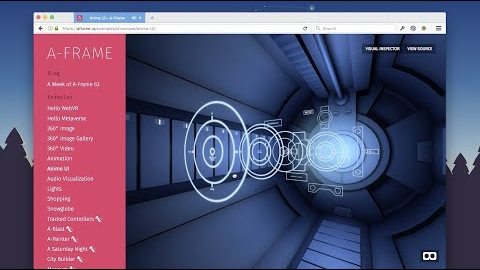 Anime UI - A-Frame
https://aframe.io/examples/showcase/anime-UI/
A-FRAME
VISUAL INSPECTOR
VIEW SOURCE
Blog
A Week of A-Frame 63
Examples
Hello WebVR
Hello Metaverse
360° Image
360° Image Gallery
360° Video
Animation
Anime UI
Audio Visualization
Lights
Shopping
Snowglobe
Tracked Controllers
A-Blast
A-Painter
A Saturday Night
City Builder